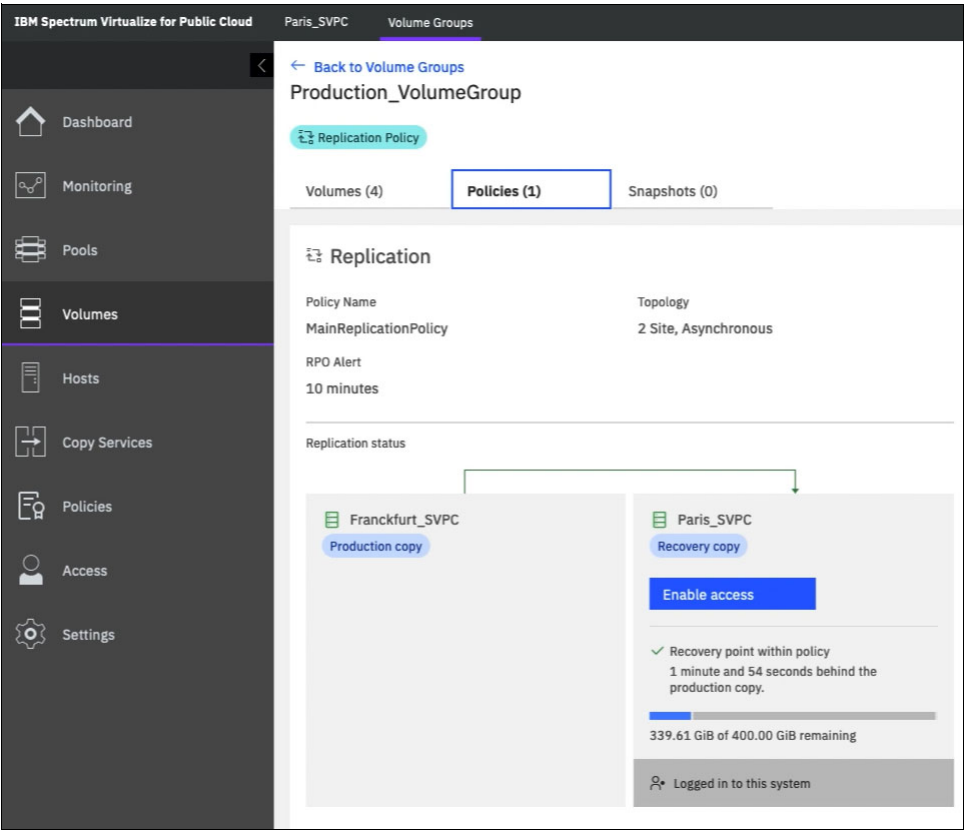 IBM Spectrum Virtualize for Public Cloud Paris_SVPC Volume Groups
Back to Volume Groups
Production_VolumeGroup
Replication Policy
Dashboard
Monitoring
Pools
Volumes
Hosts
Copy Services
Policies
Access
Settings
Volumes (4) Policies (1) Snapshots (0)
Replication
Policy Name Topology
MainReplicationPolicy 2 Site, Asynchronous
RPO Alert
10 minutes
Replication status
Franckfurt_SVPC
Production copy
Paris_SVPC
Recovery copy
Enable access
Recovery point within policy
1 minute and 54 seconds behind the
production copy.
339.61 GiB of 400.00 GiB remaining
Logged in to this system